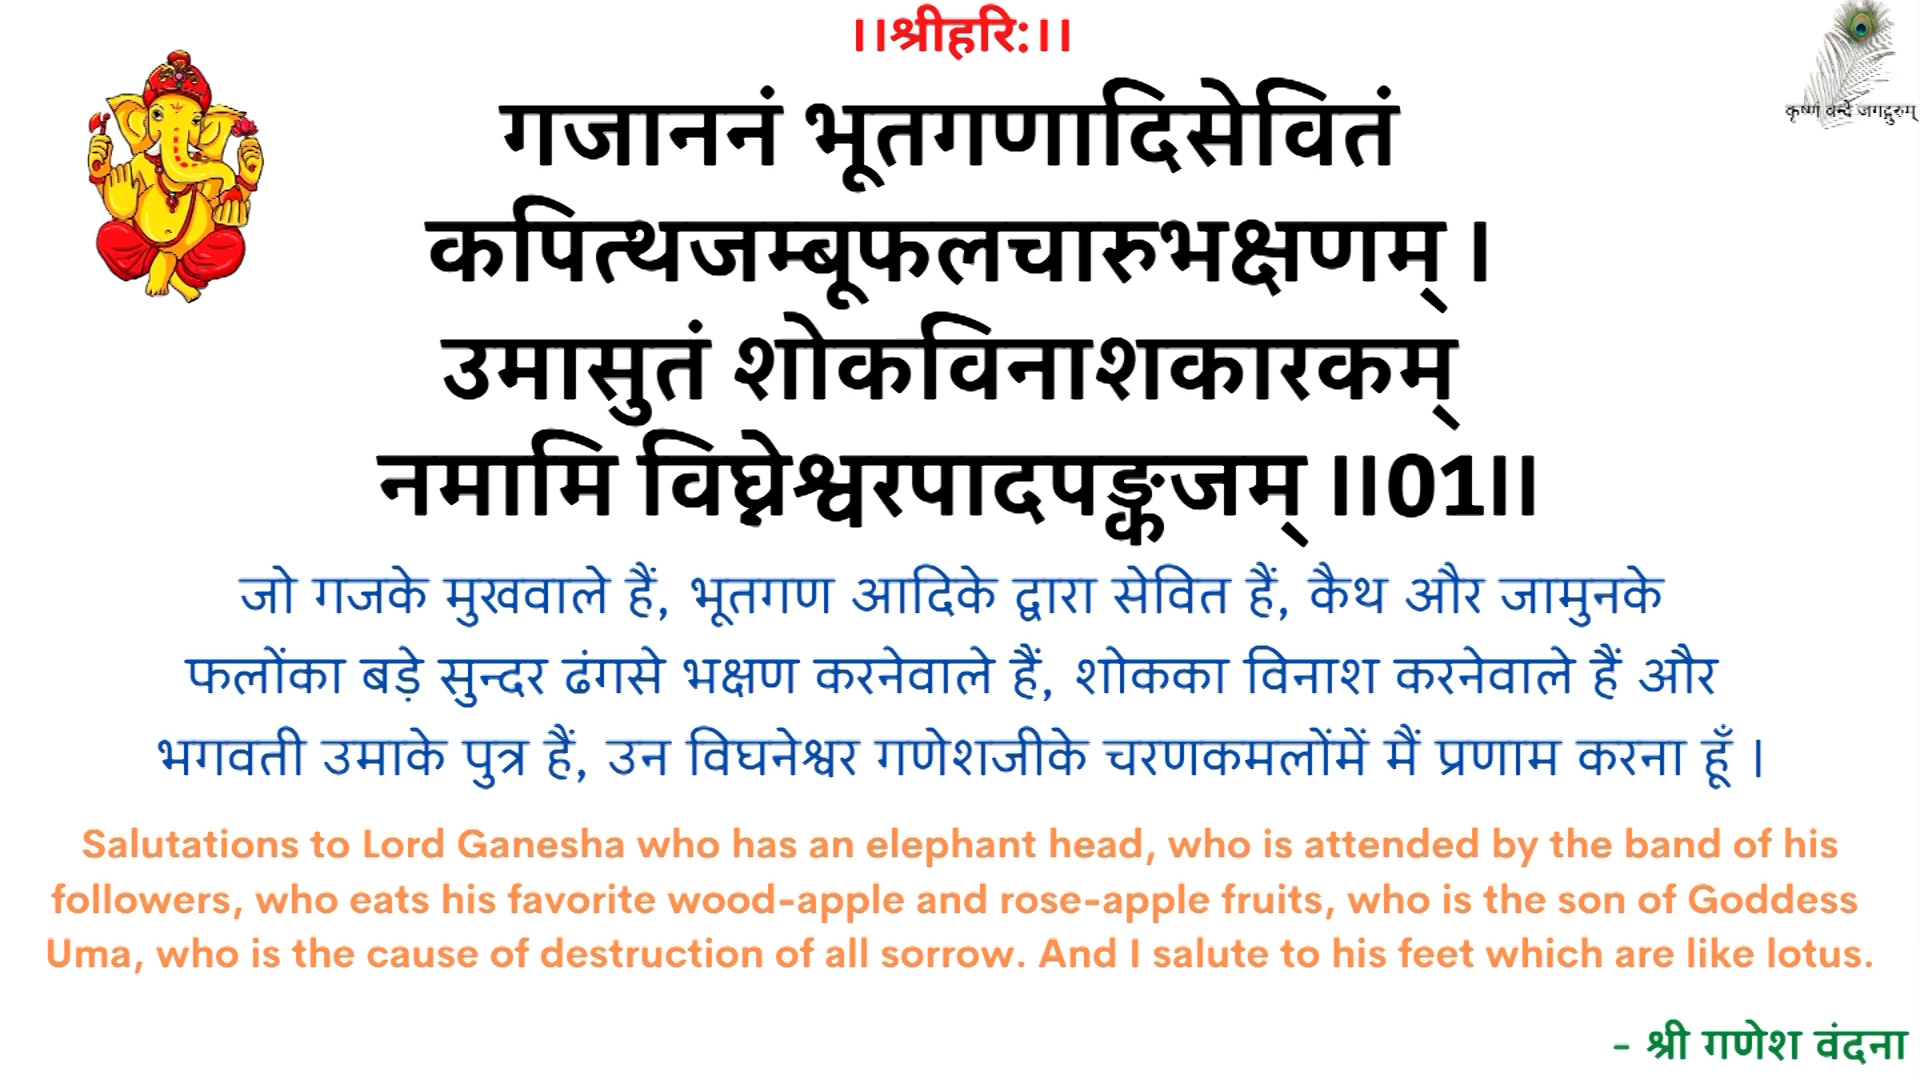 ।।श्रीहरि:।।
कृष्णं वन्दे जगद्गुरुम्
गजाननं भूतगणादिसेवितं
कपित्थजम्बूफलचारुभक्षणम् ।
उमासुतं शोकविनाशकारकम्
नमामि विघ्नेश्वरपादपङ्कजम् ।।01।।
जो गजके मुखवाले हैं, भूतगण आदिके द्वारा सेवित हैं, कैथ और जामुनके
फलोंका बड़े सुन्दर ढंगसे भक्षण करनेवाले हैं, शोकका विनाश करनेवाले हैं और
भगवती उमाके पुत्र हैं, उन विघनेश्वर गणेशजीके चरणकमलोंमें मैं प्रणाम करना हूँ ।
Salutations to Lord Ganesha who has an elephant head, who is attended by the band of his
followers, who eats his favorite wood-apple and rose-apple fruits, who is the son of Goddess
Uma, who is the cause of destruction of all sorrow. And I salute to his feet which are like lotus.
- श्री गणेश वंदना